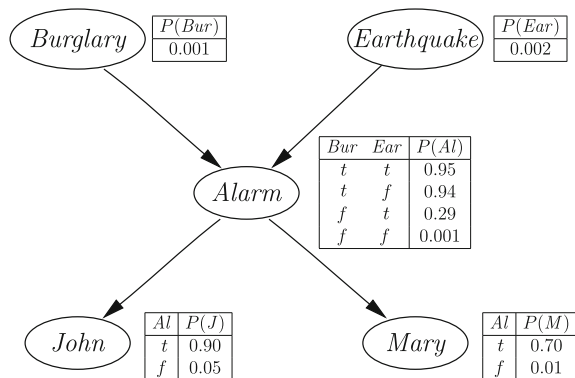 Burglary
P(Bur)
0.001
Earthquake
P(Ear)
0.002
Alarm
Bur Ear P(Al)
t t 0.95
t f 0.94
f t 0.29
f f 0.001
John
Al P(J)
t 0.90
f 0.05
Mary
Al P(M)
t 0.70
f 0.01